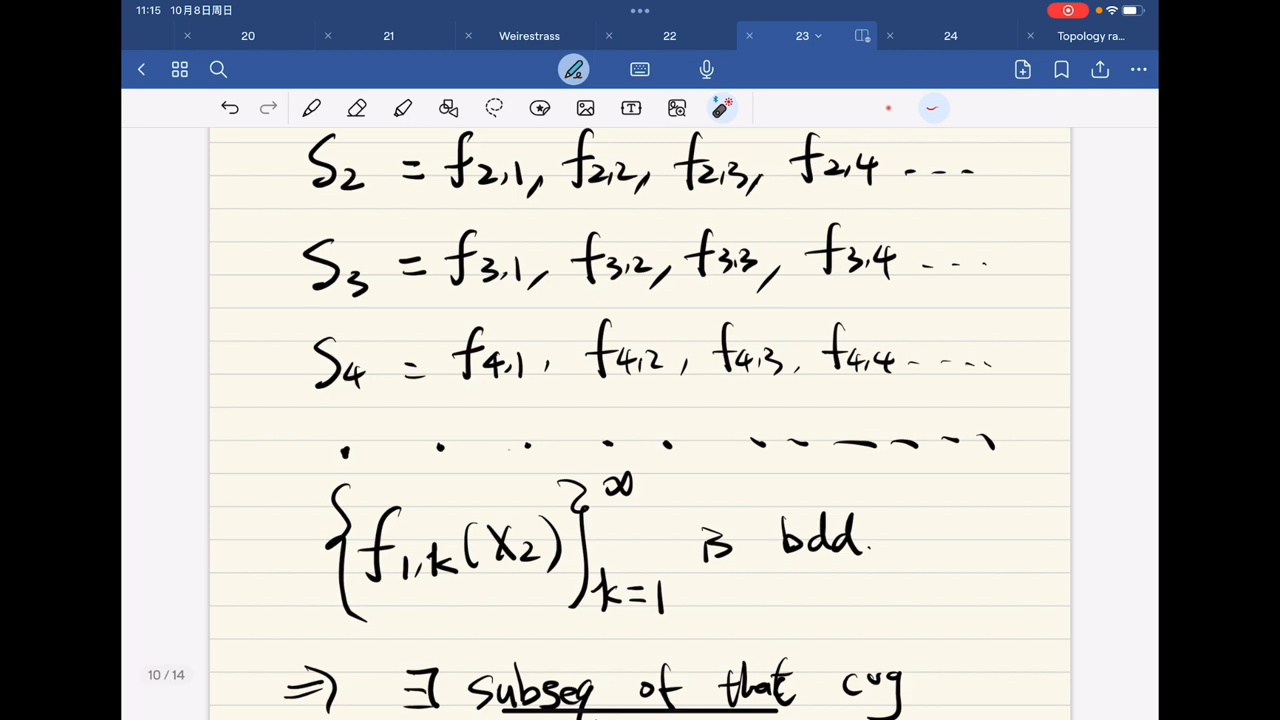 11:15 10月8日周日
20 21 Weirestrass 22 23 24 Topology ra...
S2 = f2,1, f2,2, f2,3, f2,4 ...
S3 = f3,1, f3,2, f3,3, f3,4 ...
S4 = f4,1, f4,2, f4,3, f4,4 ...
{f1,k(x2)}∞k=1 is bdd.
10 / 14
⇒ ∃ subseq of that cvg